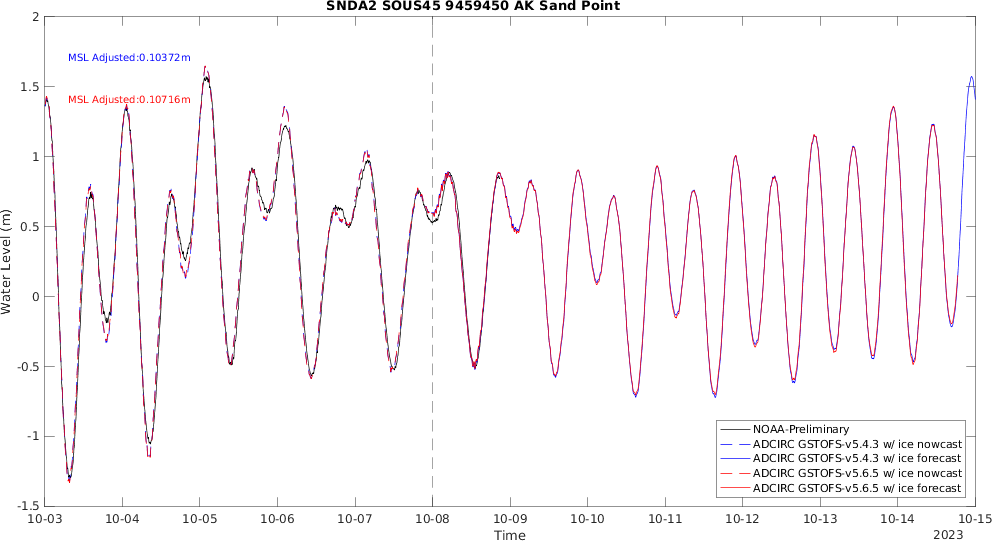 SNDA2 SOUS45 9459450 AK Sand Point
MSL Adjusted:0.10372m
MSL Adjusted:0.10716m
Water Level (m)
2
1.5
1
0.5
0
-0.5
-1
-1.5
NOAA-Preliminary
ADCIRC GSTOFS-v5.4.3 w/ ice nowcast
ADCIRC GSTOFS-v5.4.3 w/ ice forecast
ADCIRC GSTOFS-v5.6.5 w/ ice nowcast
ADCIRC GSTOFS-v5.6.5 w/ ice forecast
10-03 10-04 10-05 10-06 10-07 10-08 10-09 10-10 10-11 10-12 10-13 10-14 10-15
Time
2023